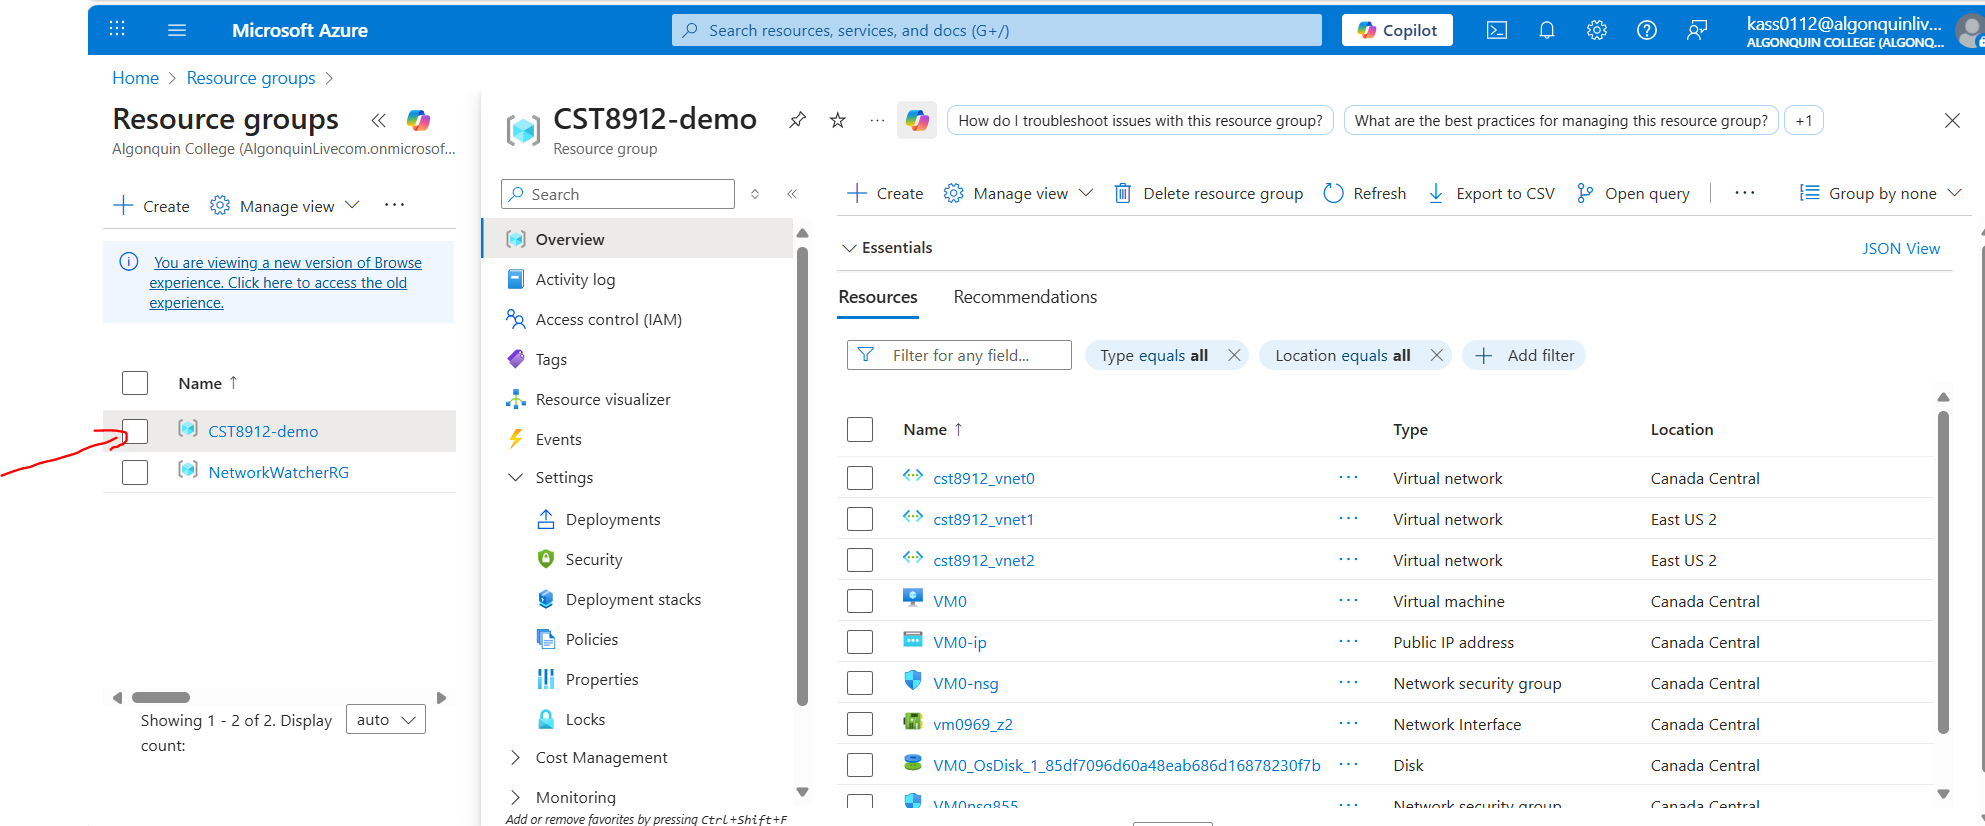 Microsoft Azure
Search resources, services, and docs (G+/)
Copilot
kass0112@algonquinliv...
ALGONQUIN COLLEGE (ALGONQ...
Home > Resource groups >
Resource groups
Algonquin College (AlgonquinLivecom.onmicrosof...
Create
Manage view
You are viewing a new version of Browse
experience. Click here to access the old
experience.
Name ↑
CST8912-demo
NetworkWatcherRG
Showing 1 - 2 of 2. Display
count:
auto
CST8912-demo
Resource group
How do I troubleshoot issues with this resource group?
What are the best practices for managing this resource group?
+1
Search
Overview
Activity log
Access control (IAM)
Tags
Resource visualizer
Events
Settings
Deployments
Security
Deployment stacks
Policies
Properties
Locks
Cost Management
Monitoring
Add or remove favorites by pressing Ctrl+Shift+F
Create
Manage view
Delete resource group
Refresh
Export to CSV
Open query
Group by none
Essentials
JSON View
Resources
Recommendations
Filter for any field...
Type equals all
Location equals all
Add filter
Name ↑ Type Location
cst8912_vnet0 ... Virtual network Canada Central
cst8912_vnet1 ... Virtual network East US 2
cst8912_vnet2 ... Virtual network East US 2
VM0 ... Virtual machine Canada Central
VM0-ip ... Public IP address Canada Central
VM0-nsg ... Network security group Canada Central
vm0969_z2 ... Network Interface Canada Central
VM0_OsDisk_1_85df7096d60a48eab686d16878230f7b ... Disk Canada Central
VM0nsg855 ... Network security group Canada Central